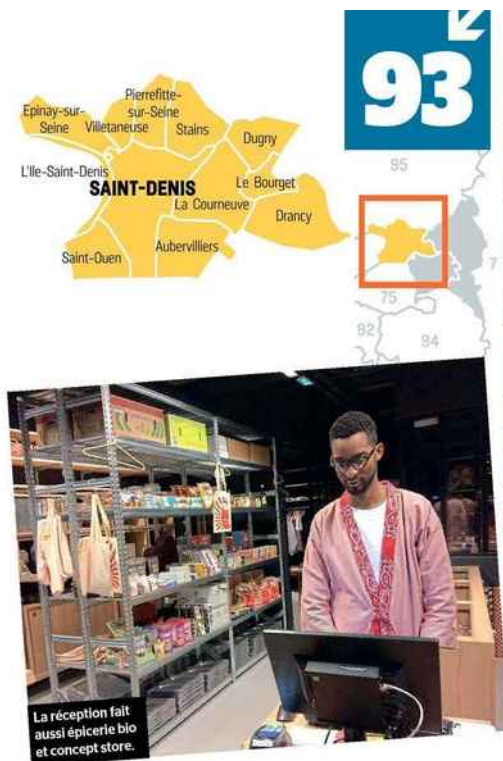 93
Pierrefitte-
sur-Seine
Epinay-sur-
Seine
Villetaneuse
Stains
Dugny
L'Ile-Saint-Denis
SAINT-DENIS
Le Bourget
La Courneuve
Drancy
Saint-Ouen
Aubervilliers
95
7
75
92
94
La réception fait
aussi épicerie bio
et concept store.